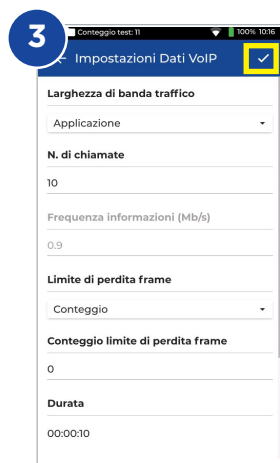 3
Conteggio test: 11
100% 10:16
Impostazioni Dati VoIP
Larghezza di banda traffico
Applicazione
N. di chiamate
10
Frequenza informazioni (Mb/s)
0.9
Limite di perdita frame
Conteggio
Conteggio limite di perdita frame
0
Durata
00:00:10